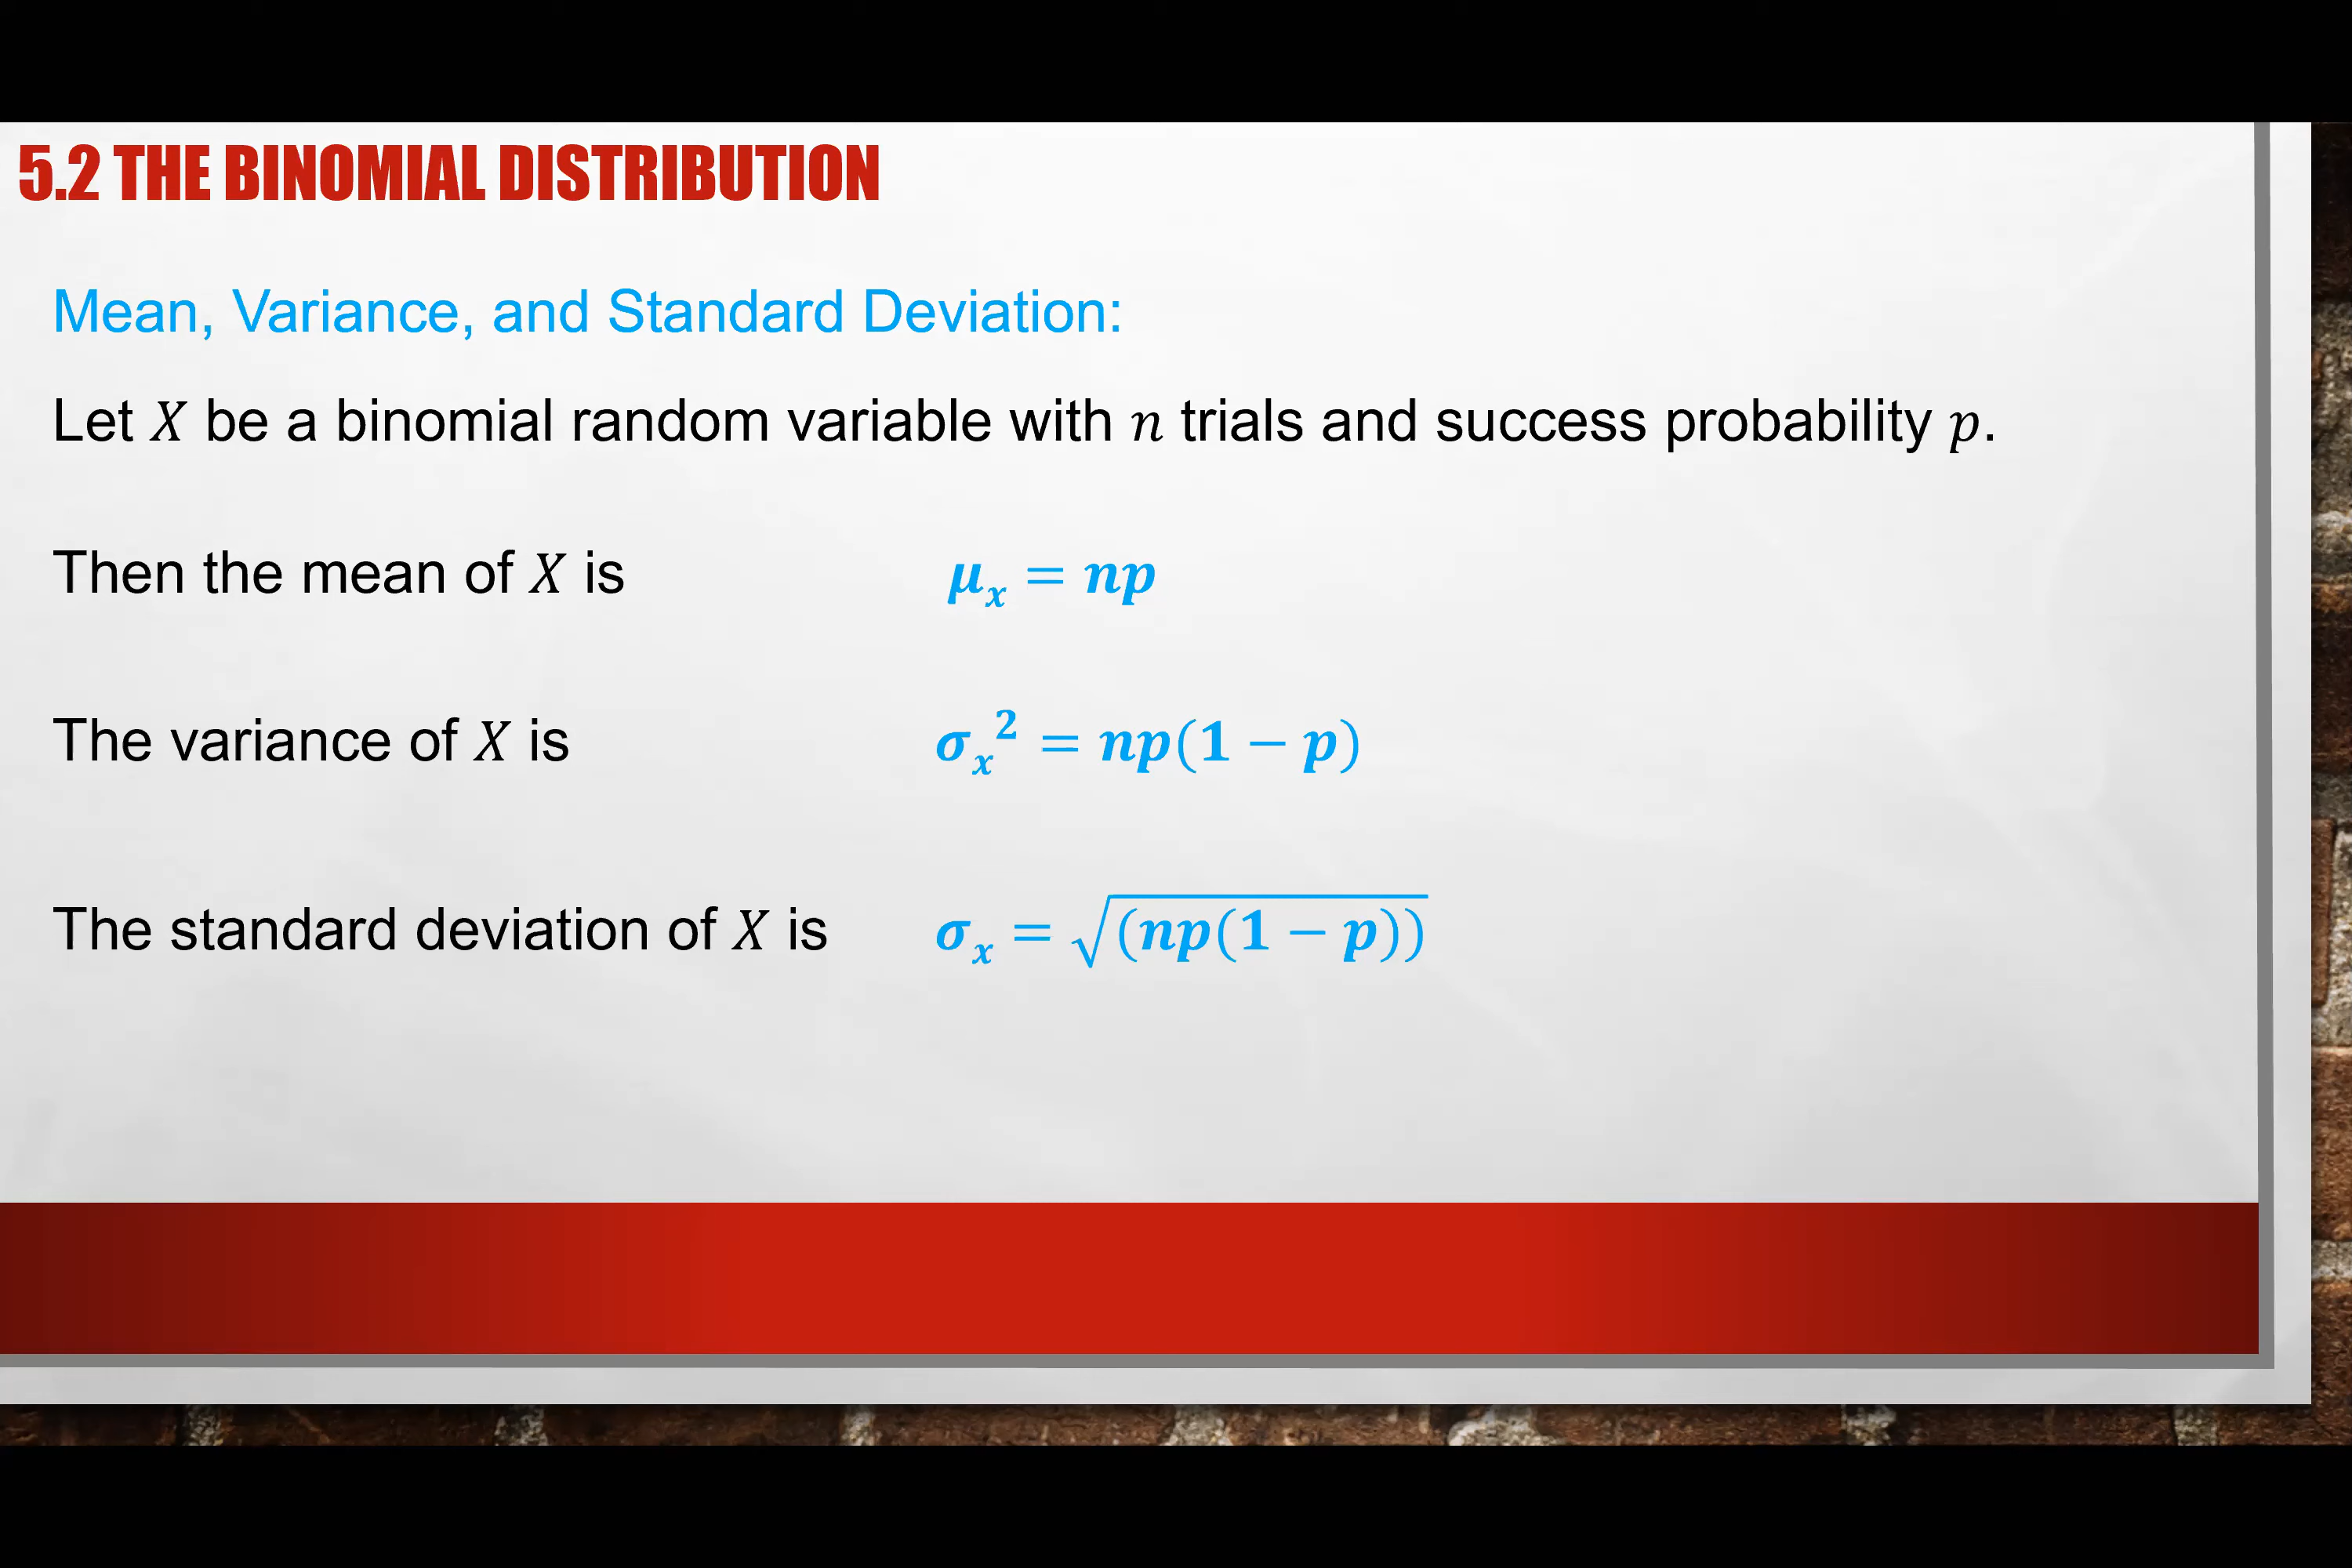 5.2 THE BINOMIAL DISTRIBUTION
Mean, Variance, and Standard Deviation:
Let X be a binomial random variable with n trials and success probability p.
Then the mean of X is μₓ = np
The variance of X is σₓ² = np(1 − p)
The standard deviation of X is σₓ = √(np(1 − p))